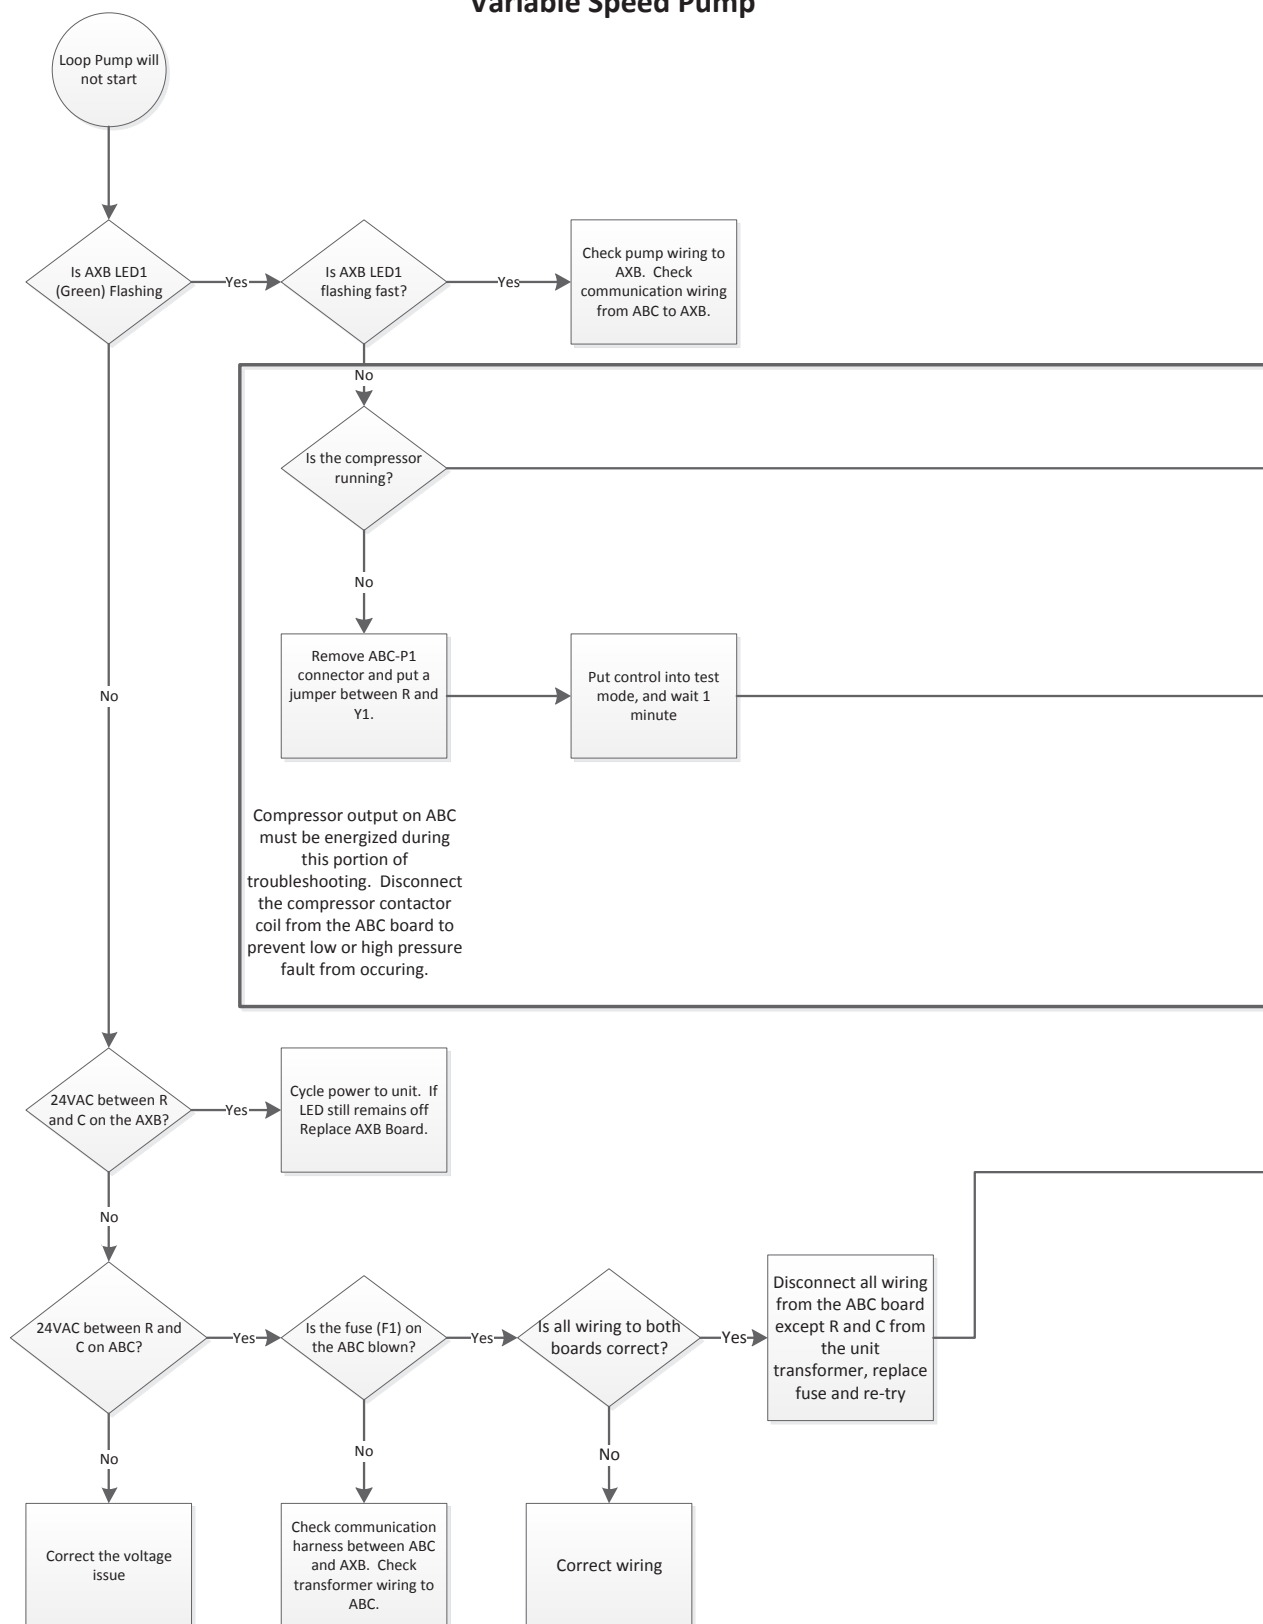 Variable Speed Pump
Loop Pump will
not start
Is AXB LED1
(Green) Flashing
Yes
Is AXB LED1
flashing fast?
Yes
Check pump wiring to
AXB.  Check
communication wiring
from ABC to AXB.
No
Is the compressor
running?
No
Remove ABC-P1
connector and put a
jumper between R and
Y1.
Put control into test
mode, and wait 1
minute
No
Compressor output on ABC
must be energized during
this portion of
troubleshooting.  Disconnect
the compressor contactor
coil from the ABC board to
prevent low or high pressure
fault from occuring.
24VAC between R
and C on the AXB?
Yes
Cycle power to unit.  If
LED still remains off
Replace AXB Board.
No
24VAC between R and
C on ABC?
Yes
Is the fuse (F1) on
the ABC blown?
Yes
Is all wiring to both
boards correct?
Yes
Disconnect all wiring
from the ABC board
except R and C from
the unit
transformer, replace
fuse and re-try
No
No
No
Correct the voltage
issue
Check communication
harness between ABC
and AXB.  Check
transformer wiring to
ABC.
Correct wiring